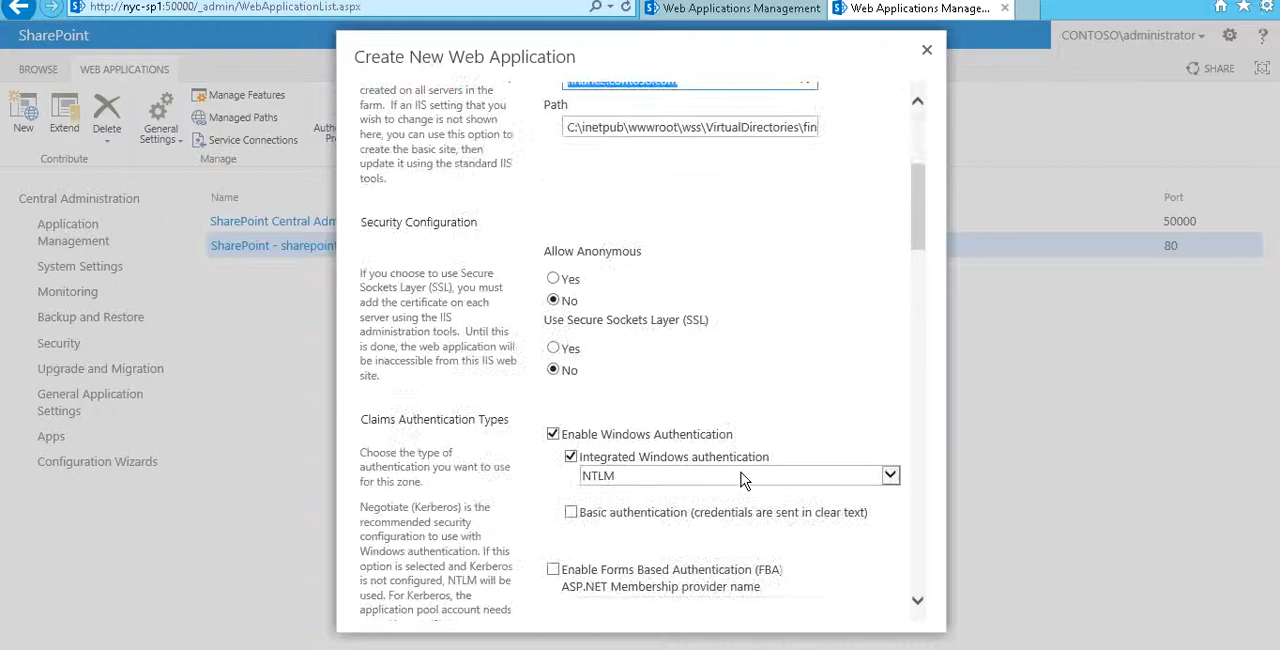 http://nyc-sp1:50000/_admin/WebApplicationList.aspx
Web Applications Management
Web Applications Manage...
SharePoint
CONTOSO\administrator
?
BROWSE
WEB APPLICATIONS
SHARE
New
Extend
Delete
General
Settings
Manage Features
Managed Paths
Service Connections
Contribute
Manage
Central Administration
Application
Management
System Settings
Monitoring
Backup and Restore
Security
Upgrade and Migration
General Application
Settings
Apps
Configuration Wizards
Name
Port
SharePoint Central Adm
50000
SharePoint - sharepoint
80
Create New Web Application
created on all servers in the
farm. If an IIS setting that you
wish to change is not shown
here, you can use this option to
create the basic site, then
update it using the standard IIS
tools.
Path
C:\inetpub\wwwroot\wss\VirtualDirectories\fin
Security Configuration
If you choose to use Secure
Sockets Layer (SSL), you must
add the certificate on each
server using the IIS
administration tools. Until this
is done, the web application will
be inaccessible from this IIS web
site.
Allow Anonymous
Yes
No
Use Secure Sockets Layer (SSL)
Yes
No
Claims Authentication Types
Choose the type of
authentication you want to use
for this zone.
Negotiate (Kerberos) is the
recommended security
configuration to use with
Windows authentication. If this
option is selected and Kerberos
is not configured, NTLM will be
used. For Kerberos, the
application pool account needs
Enable Windows Authentication
Integrated Windows authentication
NTLM
Basic authentication (credentials are sent in clear text)
Enable Forms Based Authentication (FBA)
ASP.NET Membership provider name